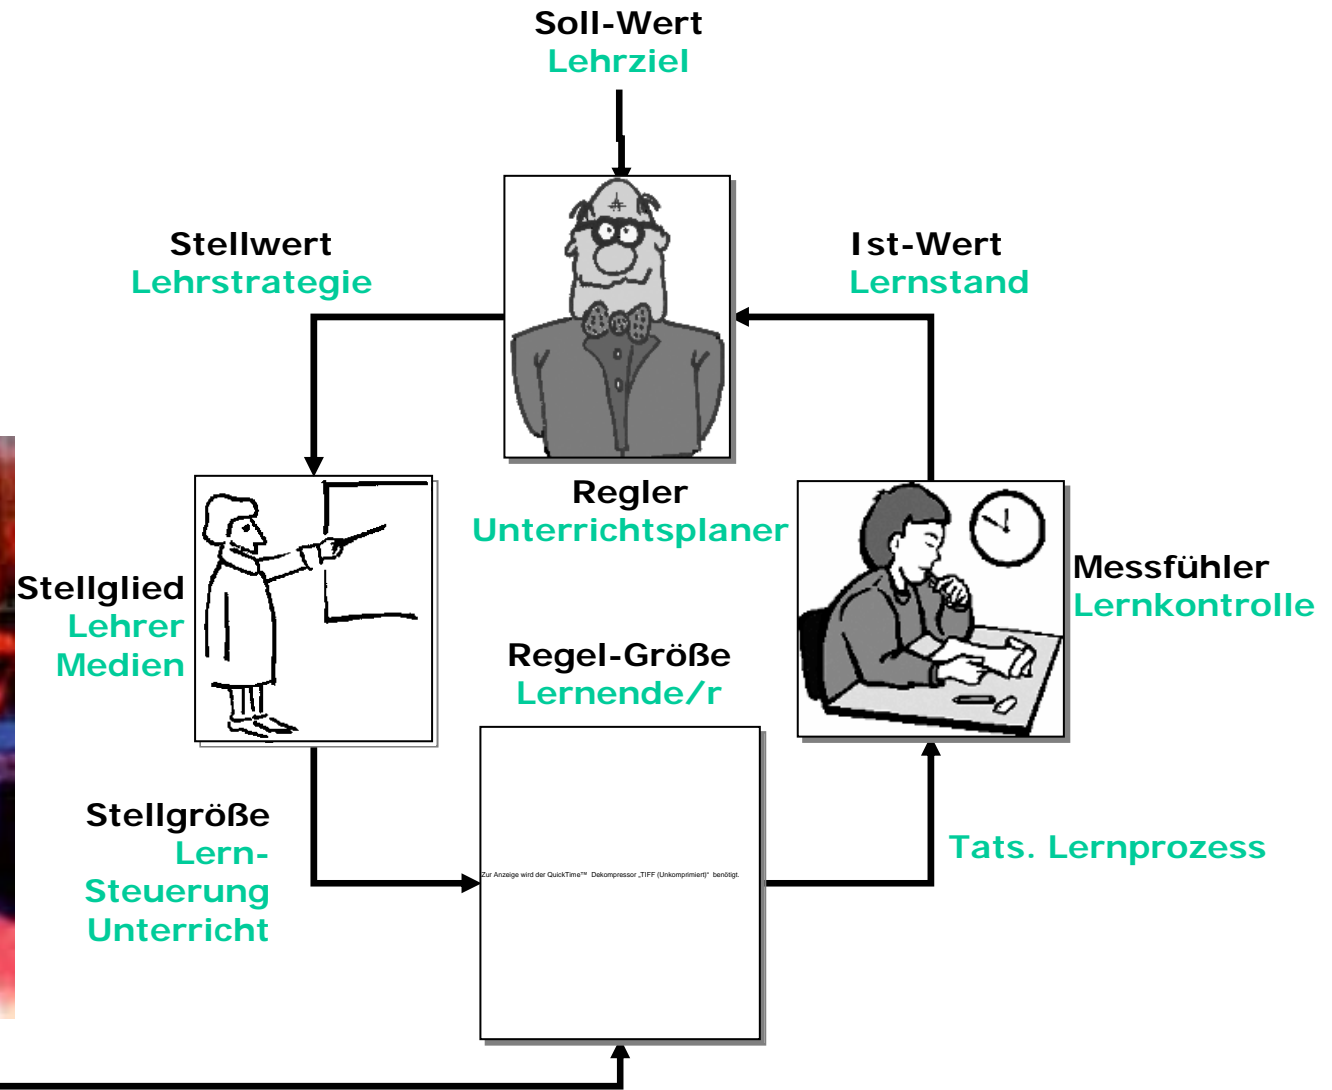 Soll-Wert
Lehrziel
Stellwert
Lehrstrategie
Ist-Wert
Lernstand
Regler
Unterrichtsplaner
Stellglied
Lehrer
Medien
Messfühler
Lernkontrolle
Regel-Größe
Lernende/r
Stellgröße
Lern-
Steuerung
Unterricht
Zur Anzeige wird der QuickTime™ Dekompressor „TIFF (Unkomprimiert)“ benötigt.
Tats. Lernprozess